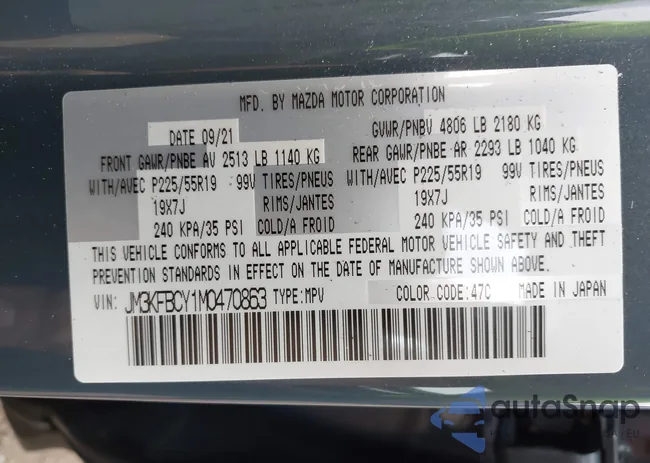 MFD. BY MAZDA MOTOR CORPORATION
DATE 09/21 GVWR/PNBV 4806 LB 2180 KG
FRONT GAWR/PNBE AV 2513 LB 1140 KG REAR GAWR/PNBE AR 2293 LB 1040 KG
WITH/AVEC P225/55R19 99V TIRES/PNEUS WITH/AVEC P225/55R19 99V TIRES/PNEUS
19X7J RIMS/JANTES 19X7J RIMS/JANTES
240 KPA/35 PSI COLD/A FROID 240 KPA/35 PSI COLD/A FROID
THIS VEHICLE CONFORMS TO ALL APPLICABLE FEDERAL MOTOR VEHICLE SAFETY AND THEFT
PREVENTION STANDARDS IN EFFECT ON THE DATE OF MANUFACTURE SHOWN ABOVE.
VIN: JM3KFBCY1M0470863 TYPE:MPV COLOR CODE:47C MADE IN JAPAN
autoSnap